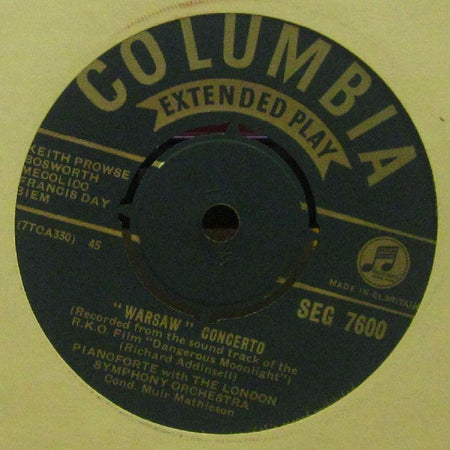 COLUMBIA
EXTENDED PLAY
KEITH PROWSE
BOSWORTH
MECOLICO
FRANCIS DAY
BIEM
(7TCA330) 45
MADE IN GT. BRITAIN
SEG 7600
"WARSAW" CONCERTO
(Recorded from the sound track of the
R.K.O. Film "Dangerous Moonlight")
(Richard Addinsell)
PIANOFORTE with THE LONDON
SYMPHONY ORCHESTRA
Cond. Muir Mathieson